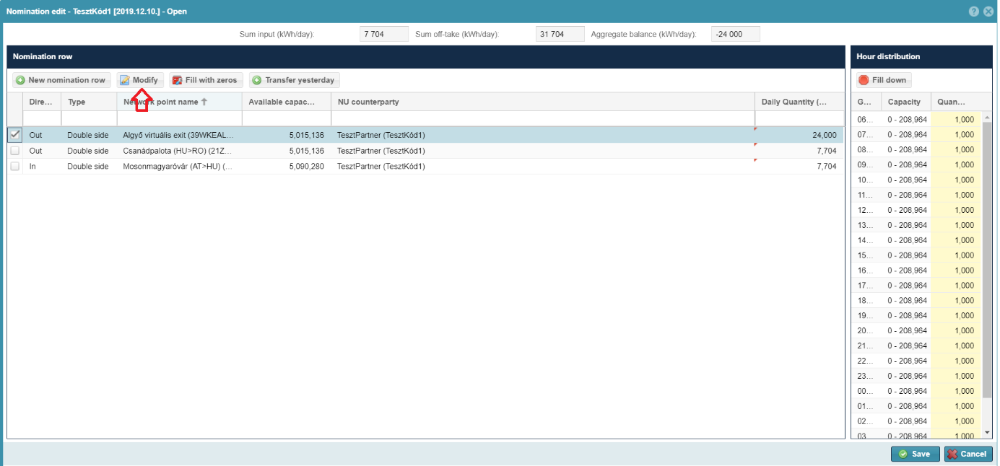 Nomination edit - TesztKód1 [2019.12.10.] - Open
Sum input (kWh/day): 7 704 Sum off-take (kWh/day): 31 704 Aggregate balance (kWh/day): -24 000
Nomination row
New nomination row Modify Fill with zeros Transfer yesterday
Dire... Type Network point name Available capac... NU counterparty Daily Quantity (...
Out Double side Algyő virtuális exit (39WKEAL... 5,015,136 TesztPartner (TesztKód1) 24,000
Out Double side Csanádpalota (HU>RO) (21Z... 5,015,136 TesztPartner (TesztKód1) 7,704
In Double side Mosonmagyaróvár (AT>HU) (... 5,090,280 TesztPartner (TesztKód1) 7,704
Hour distribution
Fill down
G... Capacity Quan...
06... 0 - 208,964 1,000
07... 0 - 208,964 1,000
08... 0 - 208,964 1,000
09... 0 - 208,964 1,000
10... 0 - 208,964 1,000
11... 0 - 208,964 1,000
12... 0 - 208,964 1,000
13... 0 - 208,964 1,000
14... 0 - 208,964 1,000
15... 0 - 208,964 1,000
16... 0 - 208,964 1,000
17... 0 - 208,964 1,000
18... 0 - 208,964 1,000
19... 0 - 208,964 1,000
20... 0 - 208,964 1,000
21... 0 - 208,964 1,000
22... 0 - 208,964 1,000
23... 0 - 208,964 1,000
00... 0 - 208,964 1,000
01... 0 - 208,964 1,000
02... 0 - 208,964 1,000
03... 0 - 208,964 1,000
Save Cancel